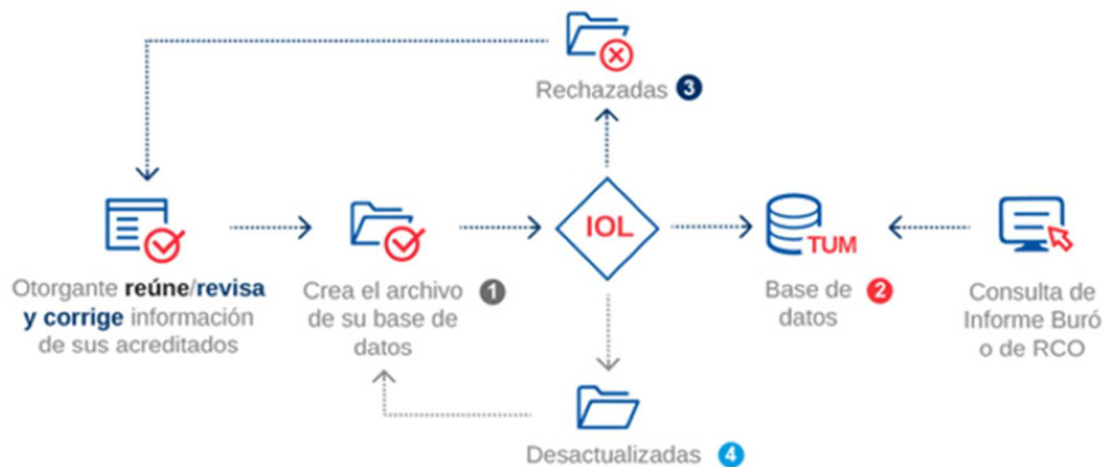 Rechazadas 3
IOL
TUM
Otorgante reúne/revisa
y corrige información
de sus acreditados
Crea el archivo 1
de su base de
datos
Base de 2
datos
Consulta de
Informe Buró
o de RCO
Desactualizadas 4